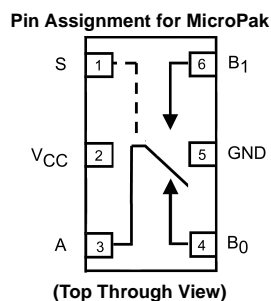 Pin Assignment for MicroPak
S 1 6 B1
VCC 2 5 GND
A 3 4 B0
(Top Through View)